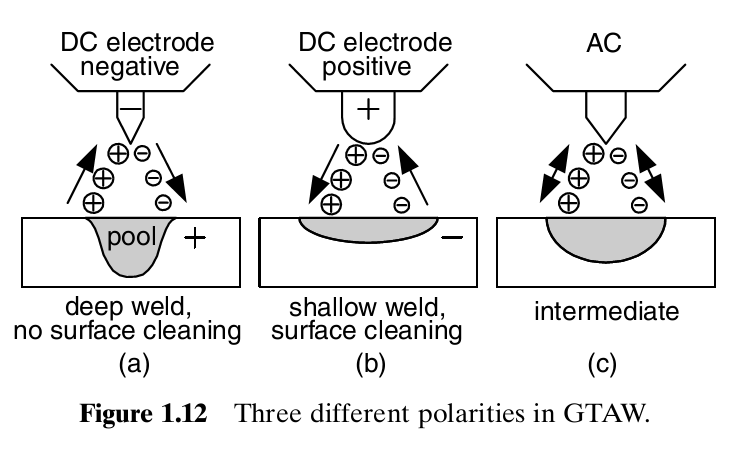 DC electrode
negative
DC electrode
positive
AC
−
+
⊕ ⊖
⊕ ⊖
⊕ ⊖
⊕ ⊖
⊕ ⊖
⊕ ⊖
⊕ ⊖
⊕ ⊖
⊕ ⊖
pool +
−
deep weld,
no surface cleaning
shallow weld,
surface cleaning
intermediate
(a)
(b)
(c)
Figure 1.12 Three different polarities in GTAW.